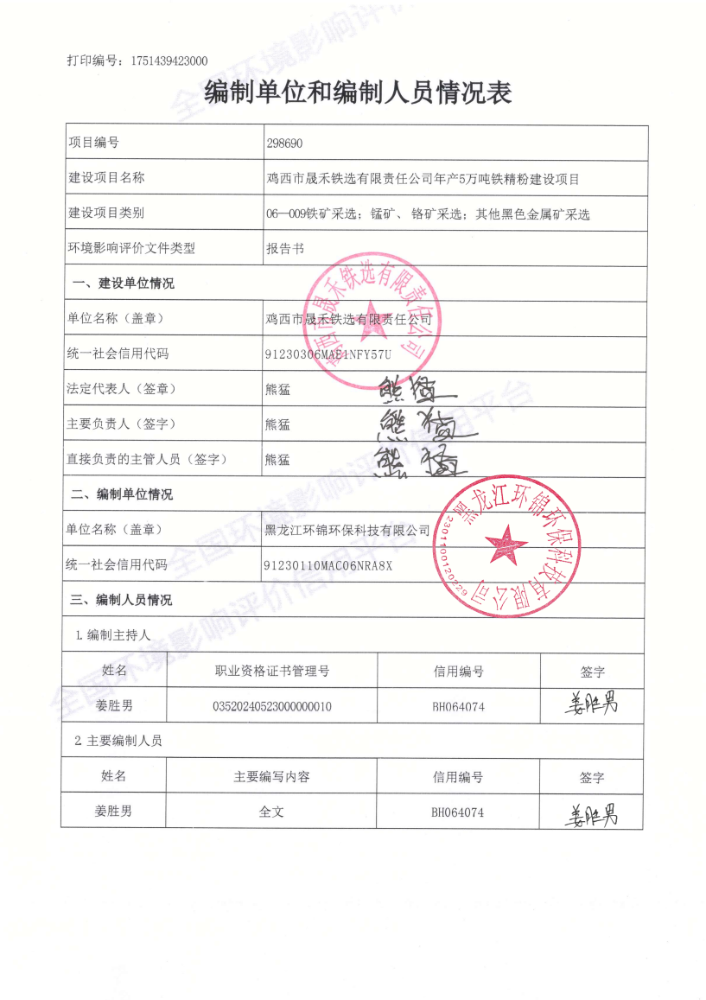 打印编号：1751439423000
编制单位和编制人员情况表
项目编号 298690
建设项目名称 鸡西市晟禾铁选有限责任公司年产5万吨铁精粉建设项目
建设项目类别 06—009铁矿采选；锰矿、铬矿采选；其他黑色金属矿采选
环境影响评价文件类型 报告书
一、建设单位情况
单位名称（盖章） 鸡西市晟禾铁选有限责任公司
统一社会信用代码 91230306MAE1NFY57U
法定代表人（签章） 熊猛 熊猛
主要负责人（签字） 熊猛 熊猛
直接负责的主管人员（签字） 熊猛 熊猛
鸡西市晟禾铁选有限责任公司
二、编制单位情况
单位名称（盖章） 黑龙江环锦环保科技有限公司
统一社会信用代码 91230110MAC06NRA8X
黑龙江环锦环保科技有限公司
2301100120229
三、编制人员情况
1.编制主持人
姓名 职业资格证书管理号 信用编号 签字
姜胜男 03520240523000000010 BH064074 姜胜男
2.主要编制人员
姓名 主要编写内容 信用编号 签字
姜胜男 全文 BH064074 姜胜男
全国环境影响评价信用平台
全国环境影响评价信用平台